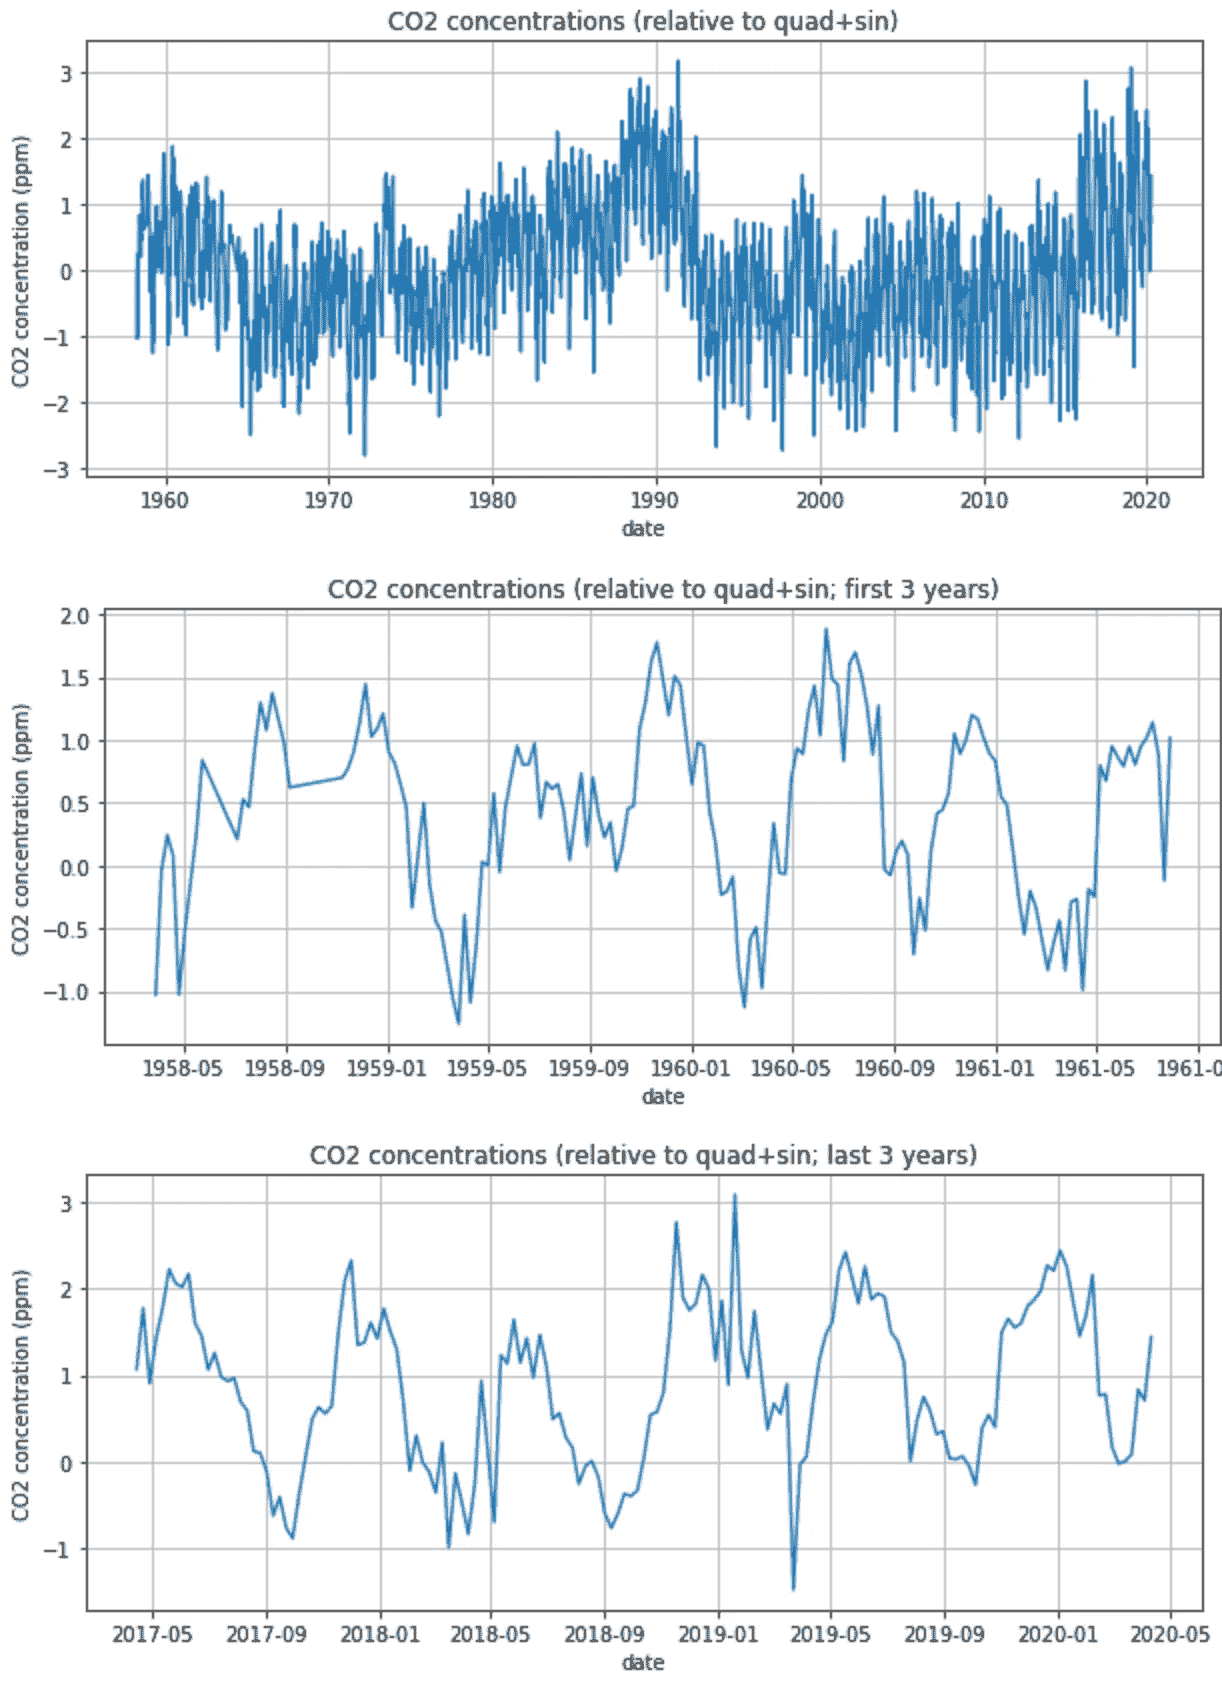 CO2 concentrations (relative to quad+sin)
CO2 concentration (ppm)
3
2
1
0
−1
−2
−3
1960 1970 1980 1990 2000 2010 2020
date
CO2 concentrations (relative to quad+sin; first 3 years)
CO2 concentration (ppm)
2.0
1.5
1.0
0.5
0.0
−0.5
−1.0
1958-05 1958-09 1959-01 1959-05 1959-09 1960-01 1960-05 1960-09 1961-01 1961-05 1961-0
date
CO2 concentrations (relative to quad+sin; last 3 years)
CO2 concentration (ppm)
3
2
1
0
−1
2017-05 2017-09 2018-01 2018-05 2018-09 2019-01 2019-05 2019-09 2020-01 2020-05
date